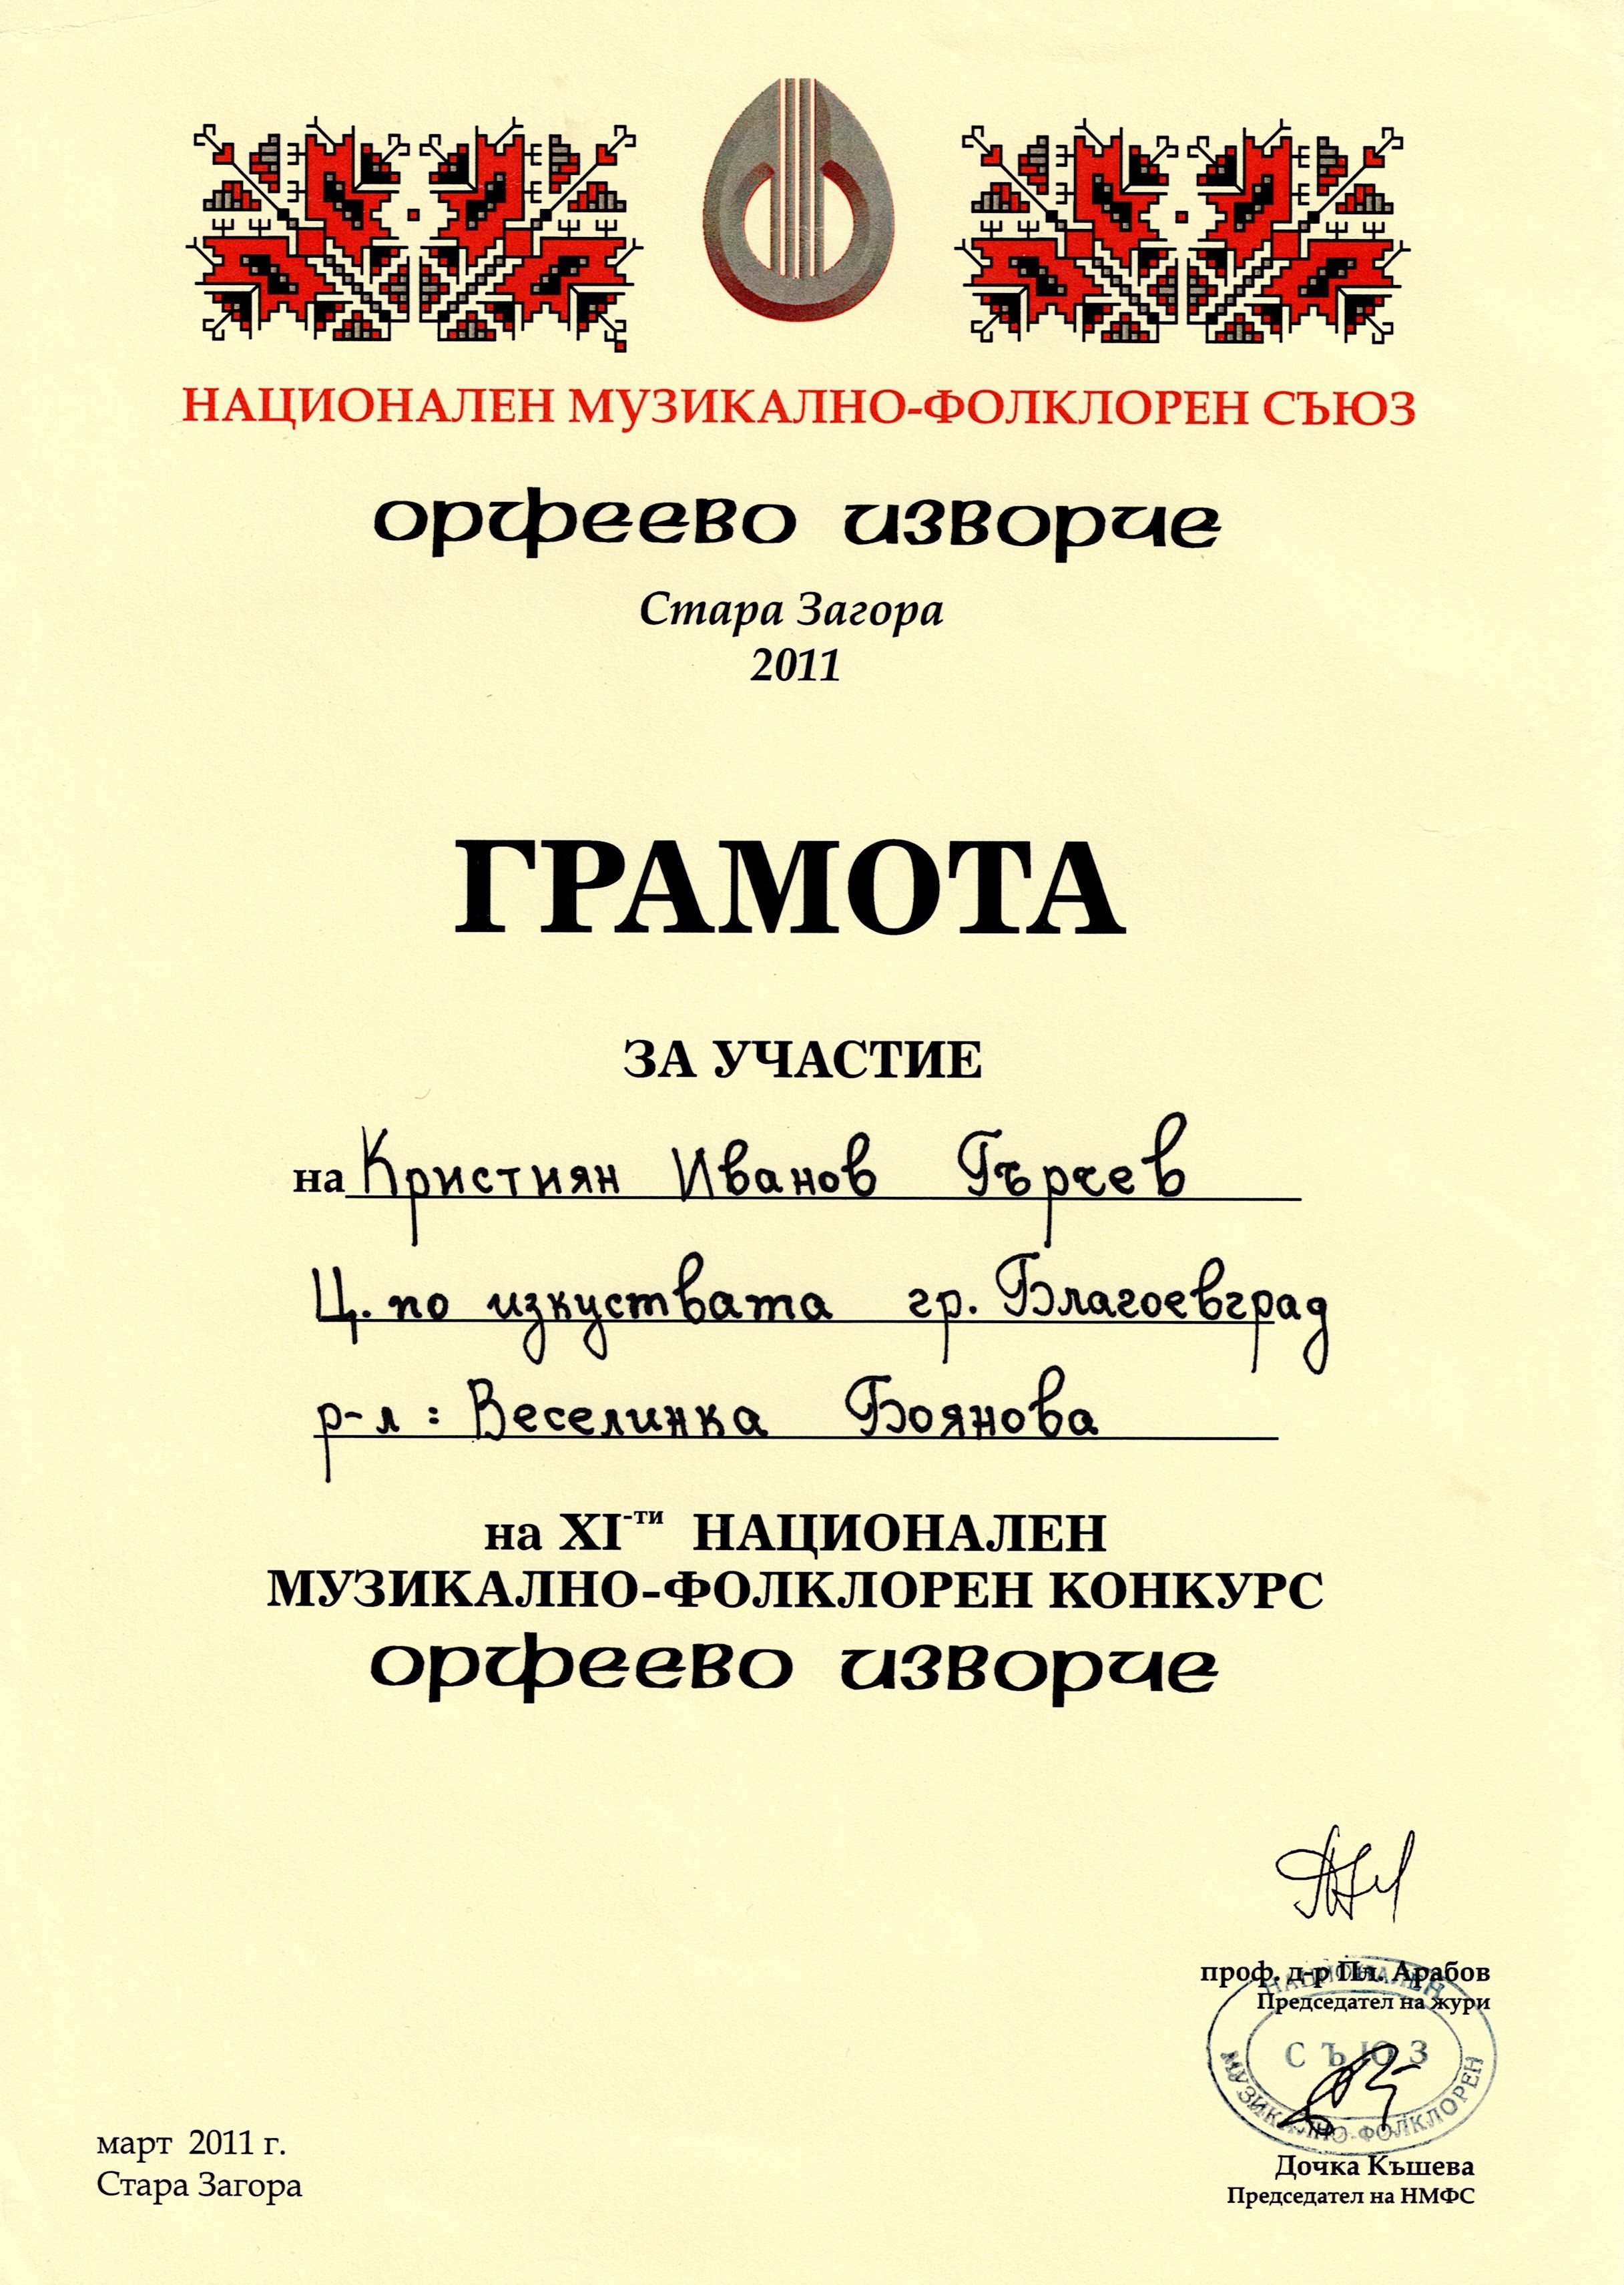 НАЦИОНАЛЕН МУЗИКАЛНО-ФОЛКЛОРЕН СЪЮЗ
орфеево изворче
Стара Загора
2011
ГРАМОТА
ЗА УЧАСТИЕ
на Кристиян Иванов Гърчев
Ц. по изкуствата гр. Благоевград
р-л: Веселинка Боянова
на XI-ти НАЦИОНАЛЕН
МУЗИКАЛНО-ФОЛКЛОРЕН КОНКУРС
орфеево изворче
проф. д-р Пл. Арабов
Председател на жури
НАЦИОНАЛЕН
СЪЮЗ
МУЗИКАЛНО-ФОЛКЛОРЕН
Дочка Къшева
Председател на НМФС
март 2011 г.
Стара Загора